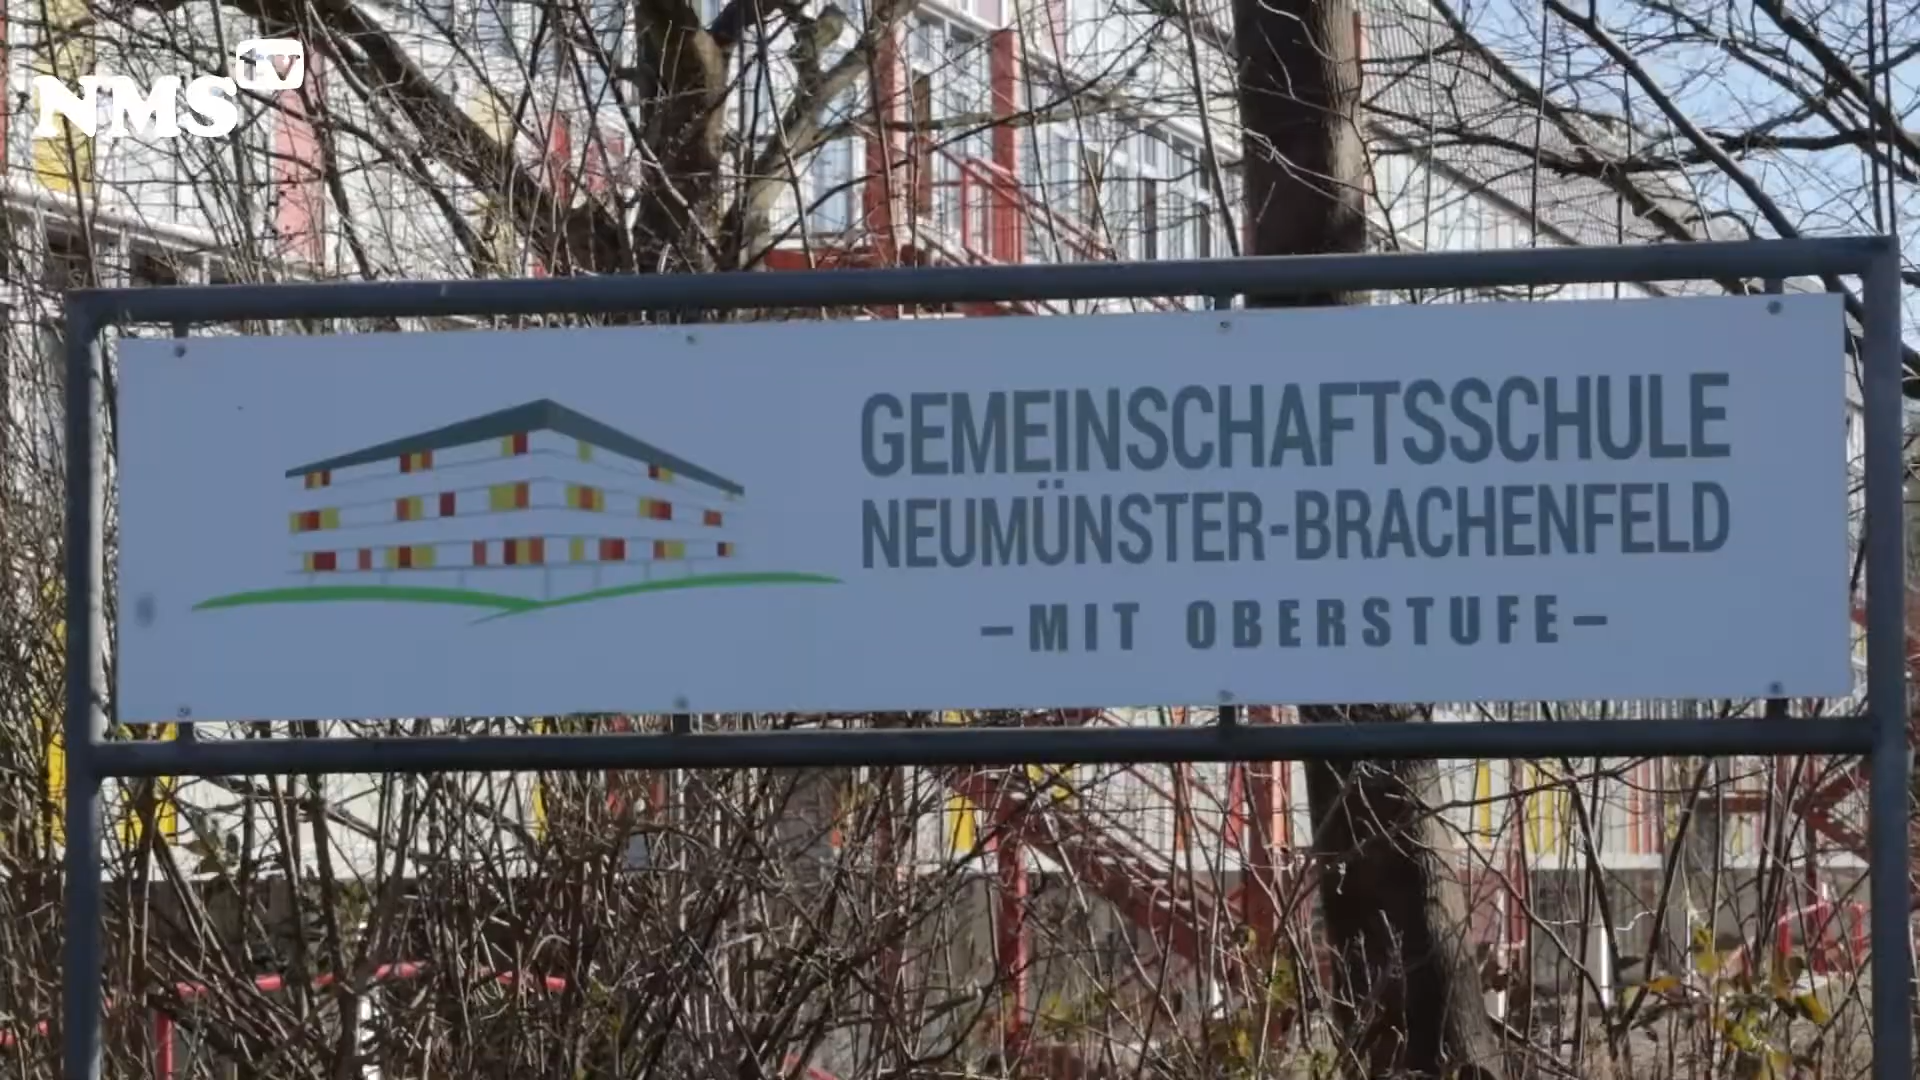 NMS tv
GEMEINSCHAFTSSCHULE
NEUMÜNSTER-BRACHENFELD
–MIT OBERSTUFE–